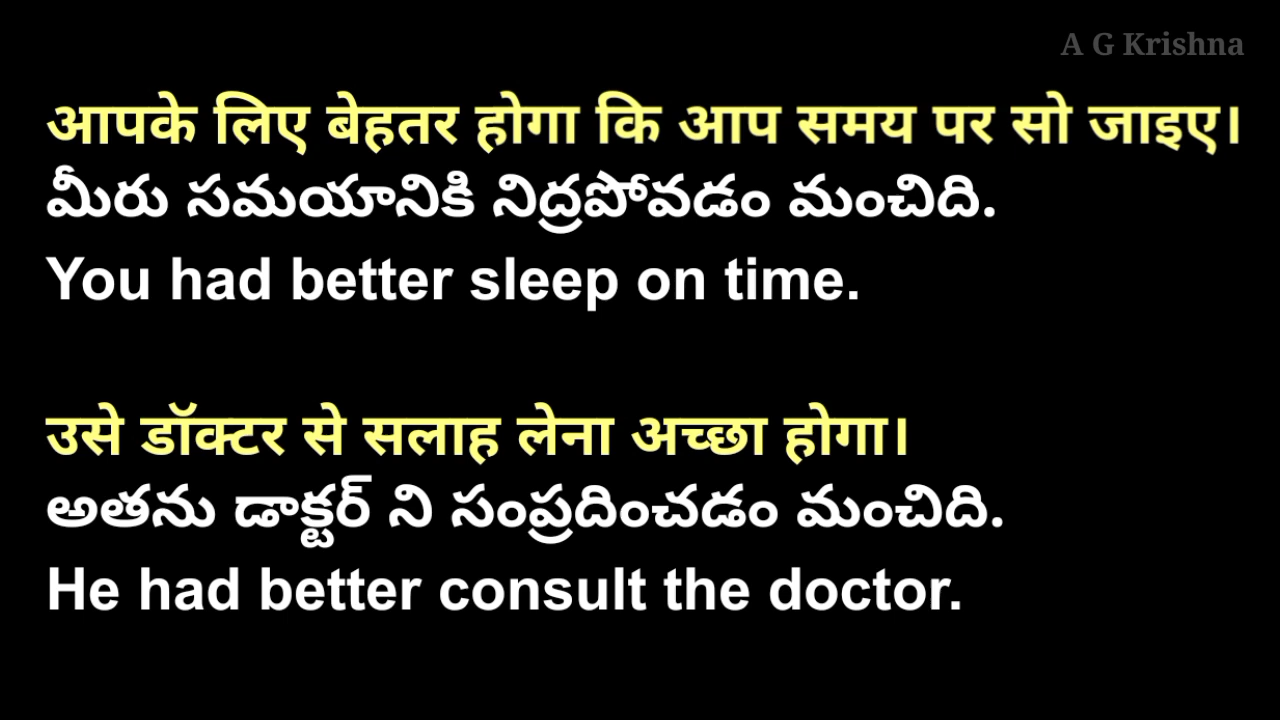 A G Krishna
आपके लिए बेहतर होगा कि आप समय पर सो जाइए।
మీరు సమయానికి నిద్రపోవడం మంచిది.
You had better sleep on time.
उसे डॉक्टर से सलाह लेना अच्छा होगा।
అతను డాక్టర్ ని సంప్రదించడం మంచిది.
He had better consult the doctor.